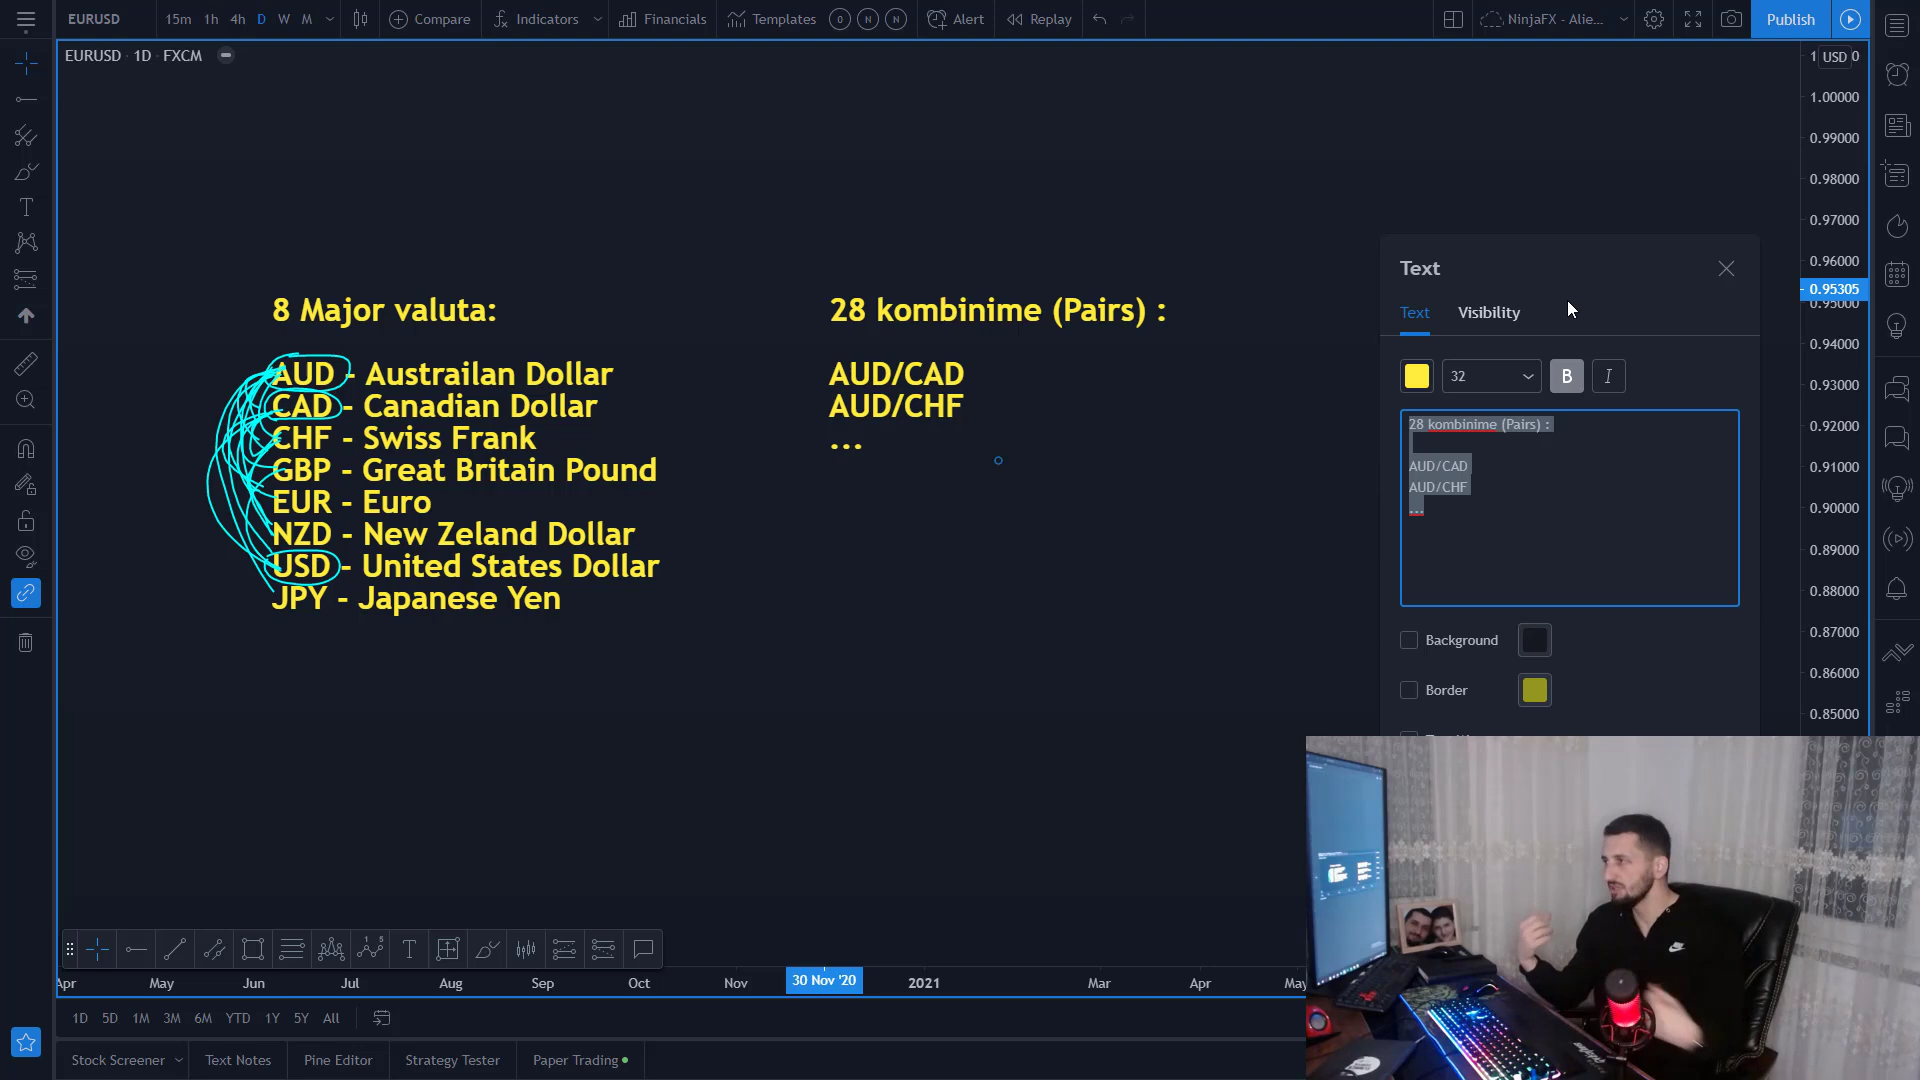 EURUSD
15m 1h 4h D W M
Compare
Indicators
Financials
Templates
O N N
Alert
Replay
NinjaFX - Alie...
Publish
EURUSD · 1D · FXCM
USD
1.00000
0.99000
0.98000
0.97000
0.96000
0.95305
0.95000
0.94000
0.93000
0.92000
0.91000
0.90000
0.89000
0.88000
0.87000
0.86000
0.85000
8 Major valuta:
AUD - Austrailan Dollar
CAD - Canadian Dollar
CHF - Swiss Frank
GBP - Great Britain Pound
EUR - Euro
NZD - New Zeland Dollar
USD - United States Dollar
JPY - Japanese Yen
28 kombinime (Pairs) :
AUD/CAD
AUD/CHF
...
Text
Text Visibility
32 B I
28 kombinime (Pairs) :
AUD/CAD
AUD/CHF
...
Background
Border
Apr May Jun Jul Aug Sep Oct Nov 30 Nov '20 2021 Mar Apr May
1D 5D 1M 3M 6M YTD 1Y 5Y All
Stock Screener
Text Notes
Pine Editor
Strategy Tester
Paper Trading